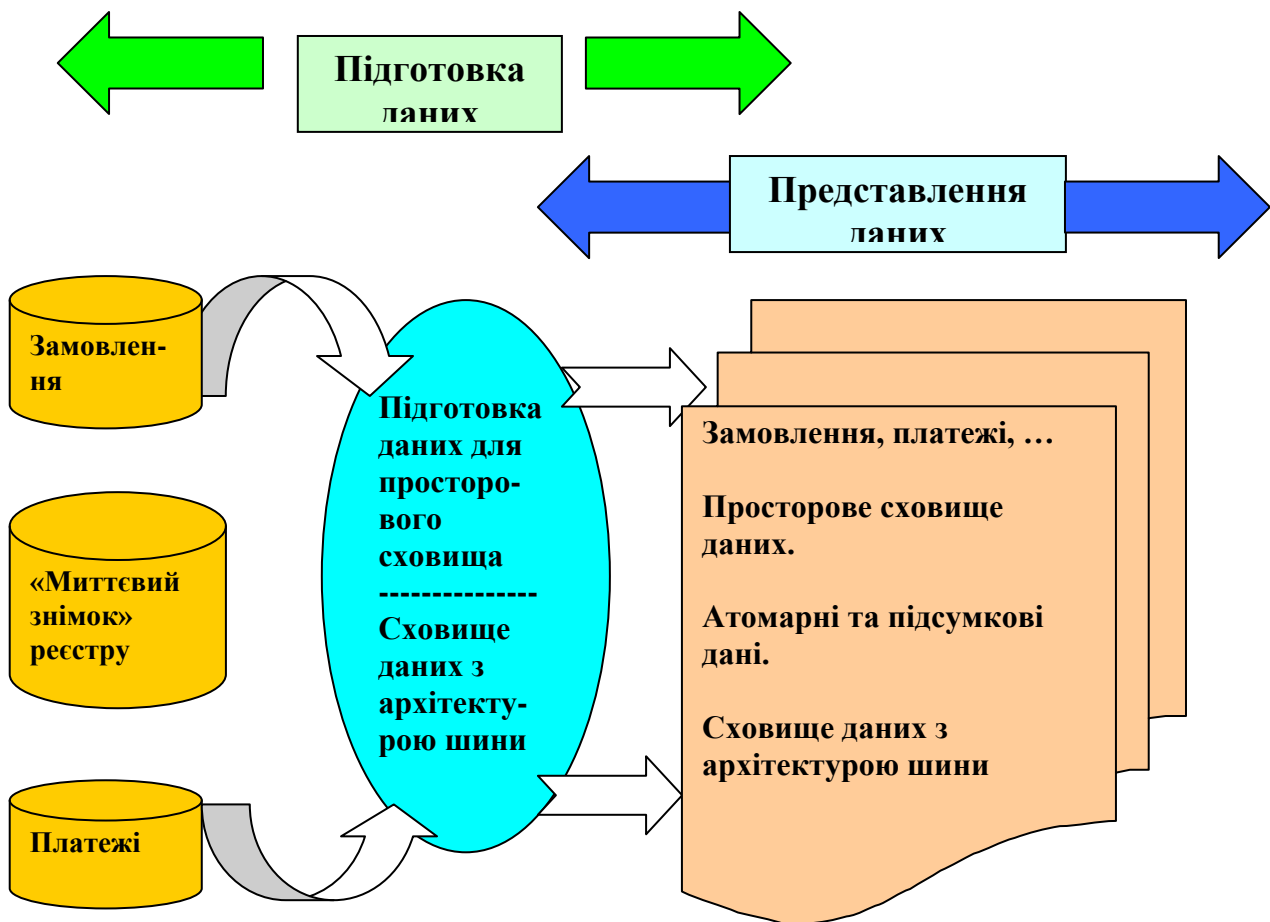 Підготовка
даних
Представлення
даних
Замовлен-
ня
«Миттєвий
знімок»
реєстру
Платежі
Підготовка
даних для
просторо-
вого
сховища
---------------
Сховище
даних з
архітекту-
рою шини
Замовлення, платежі, …
Просторове сховище
даних.
Атомарні та підсумкові
дані.
Сховище даних з
архітектурою шини